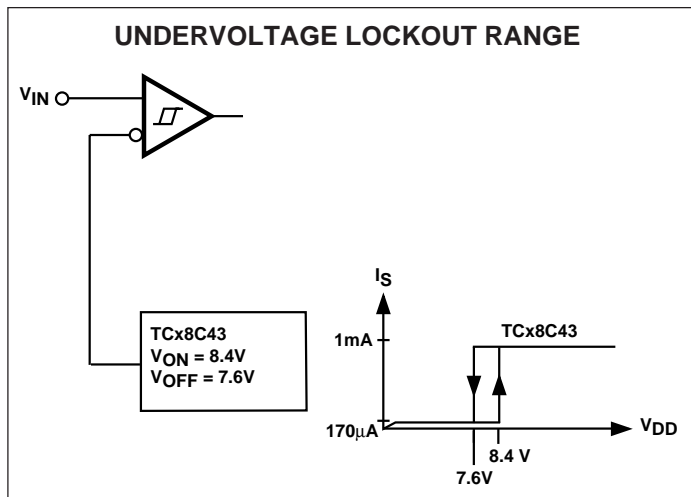 UNDERVOLTAGE LOCKOUT RANGE
VIN
TCx8C43
VON = 8.4V
VOFF = 7.6V
IS
1mA
TCx8C43
170µA
VDD
8.4 V
7.6V